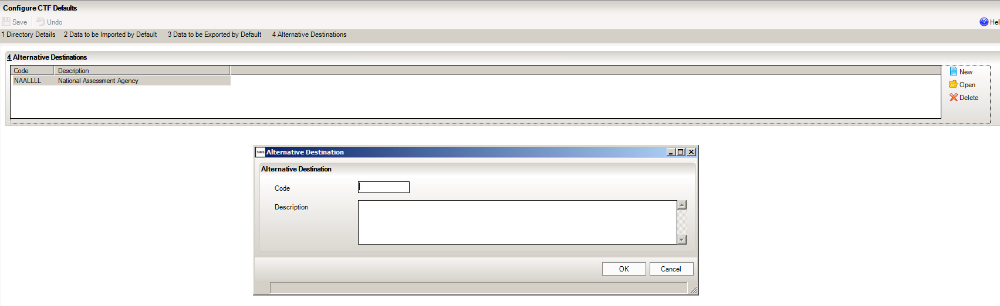 Configure CTF Defaults
Save Undo
1 Directory Details 2 Data to be Imported by Default 3 Data to be Exported by Default 4 Alternative Destinations
4 Alternative Destinations
Code Description
NAALLLL National Assessment Agency
New
Open
Delete
SIMS Alternative Destination
Alternative Destination
Code
Description
OK Cancel